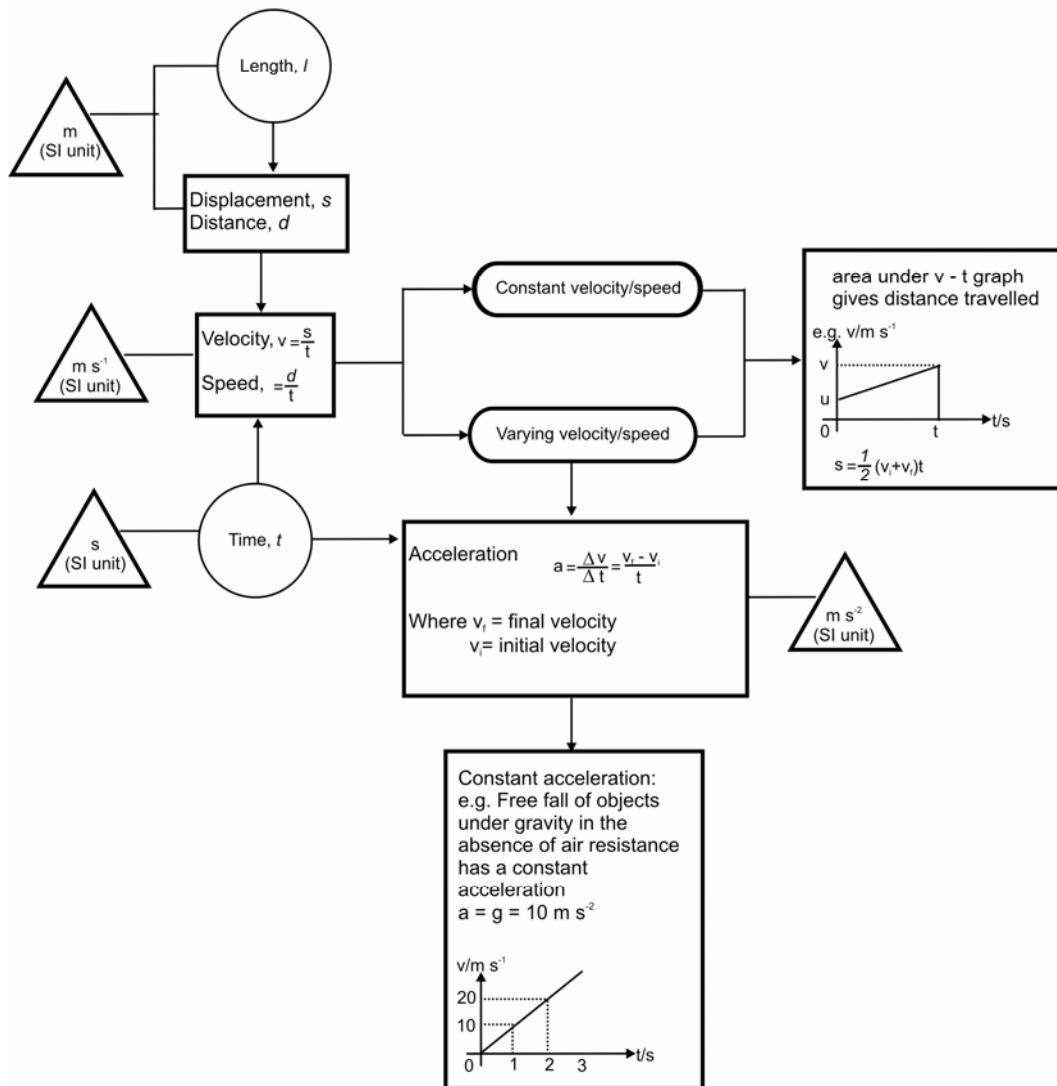 Length, l
m
(SI unit)
Displacement, s
Distance, d
Constant velocity/speed
area under v - t graph
gives distance travelled
e.g. v/m s⁻¹
v
u
0
t
t/s
s = 1/2 (vᵢ+v_f)t
m s⁻¹
(SI unit)
Velocity, v = s/t
Speed, = d/t
Varying velocity/speed
s
(SI unit)
Time, t
Acceleration a = Δv/Δt = v_f - vᵢ/t
Where v_f = final velocity
vᵢ= initial velocity
m s⁻²
(SI unit)
Constant acceleration:
e.g. Free fall of objects
under gravity in the
absence of air resistance
has a constant
acceleration
a = g = 10 m s⁻²
v/m s⁻¹
20
10
0
1 2 3
t/s